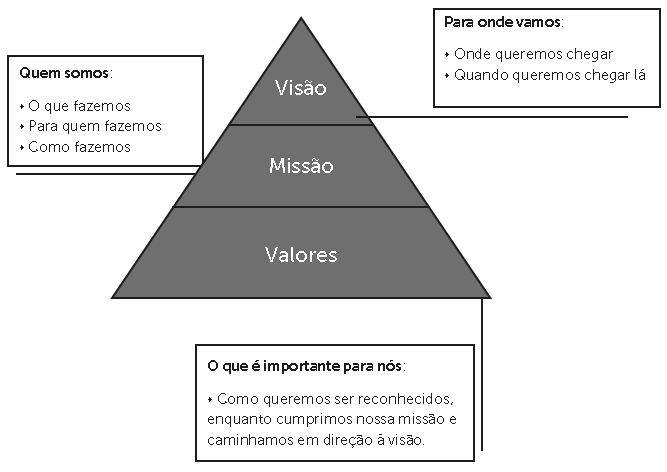 Para onde vamos:
♦ Onde queremos chegar
♦ Quando queremos chegar lá
Quem somos:
♦ O que fazemos
♦ Para quem fazemos
♦ Como fazemos
Visão
Missão
Valores
O que é importante para nós:
♦ Como queremos ser reconhecidos,
enquanto cumprimos nossa missão e
caminhamos em direção à visão.